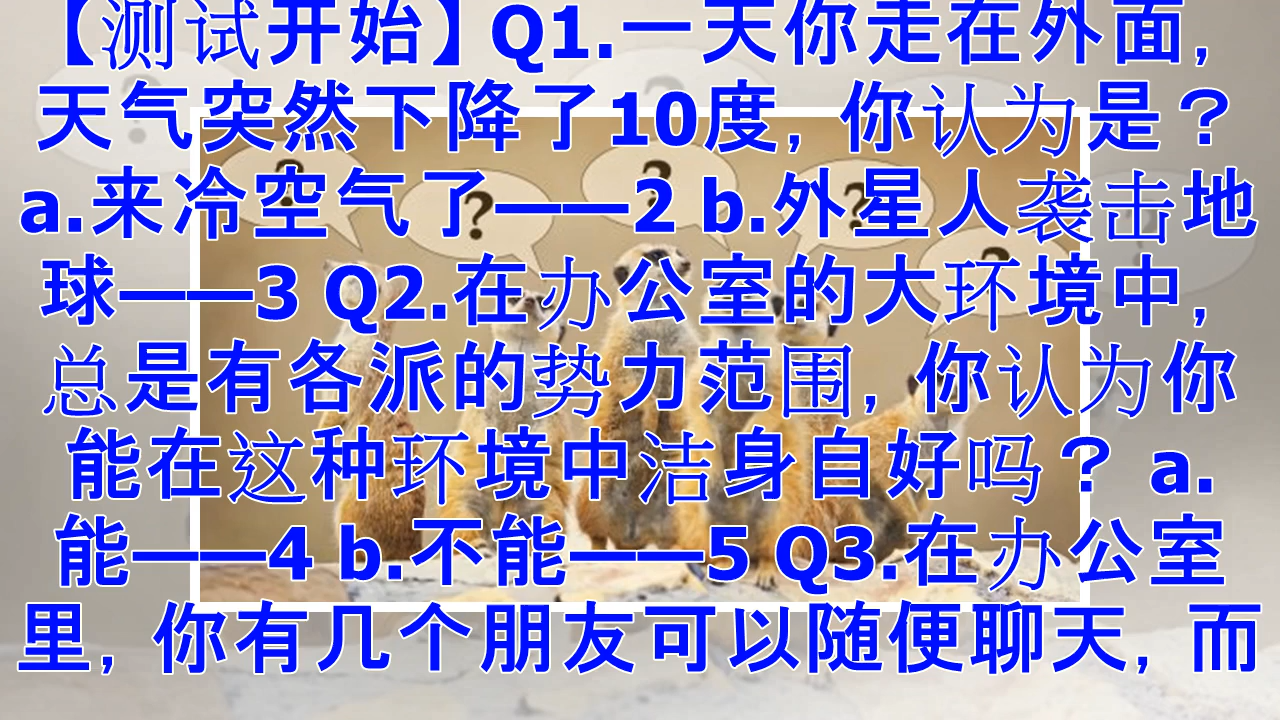 【测试开始】Q1.一天你走在外面,
天气突然下降了10度, 你认为是？
a.来冷空气了——2 b.外星人袭击地
球——3 Q2.在办公室的大环境中,
总是有各派的势力范围, 你认为你
能在这种环境中洁身自好吗？ a.
能——4 b.不能——5 Q3.在办公室
里, 你有几个朋友可以随便聊天, 而